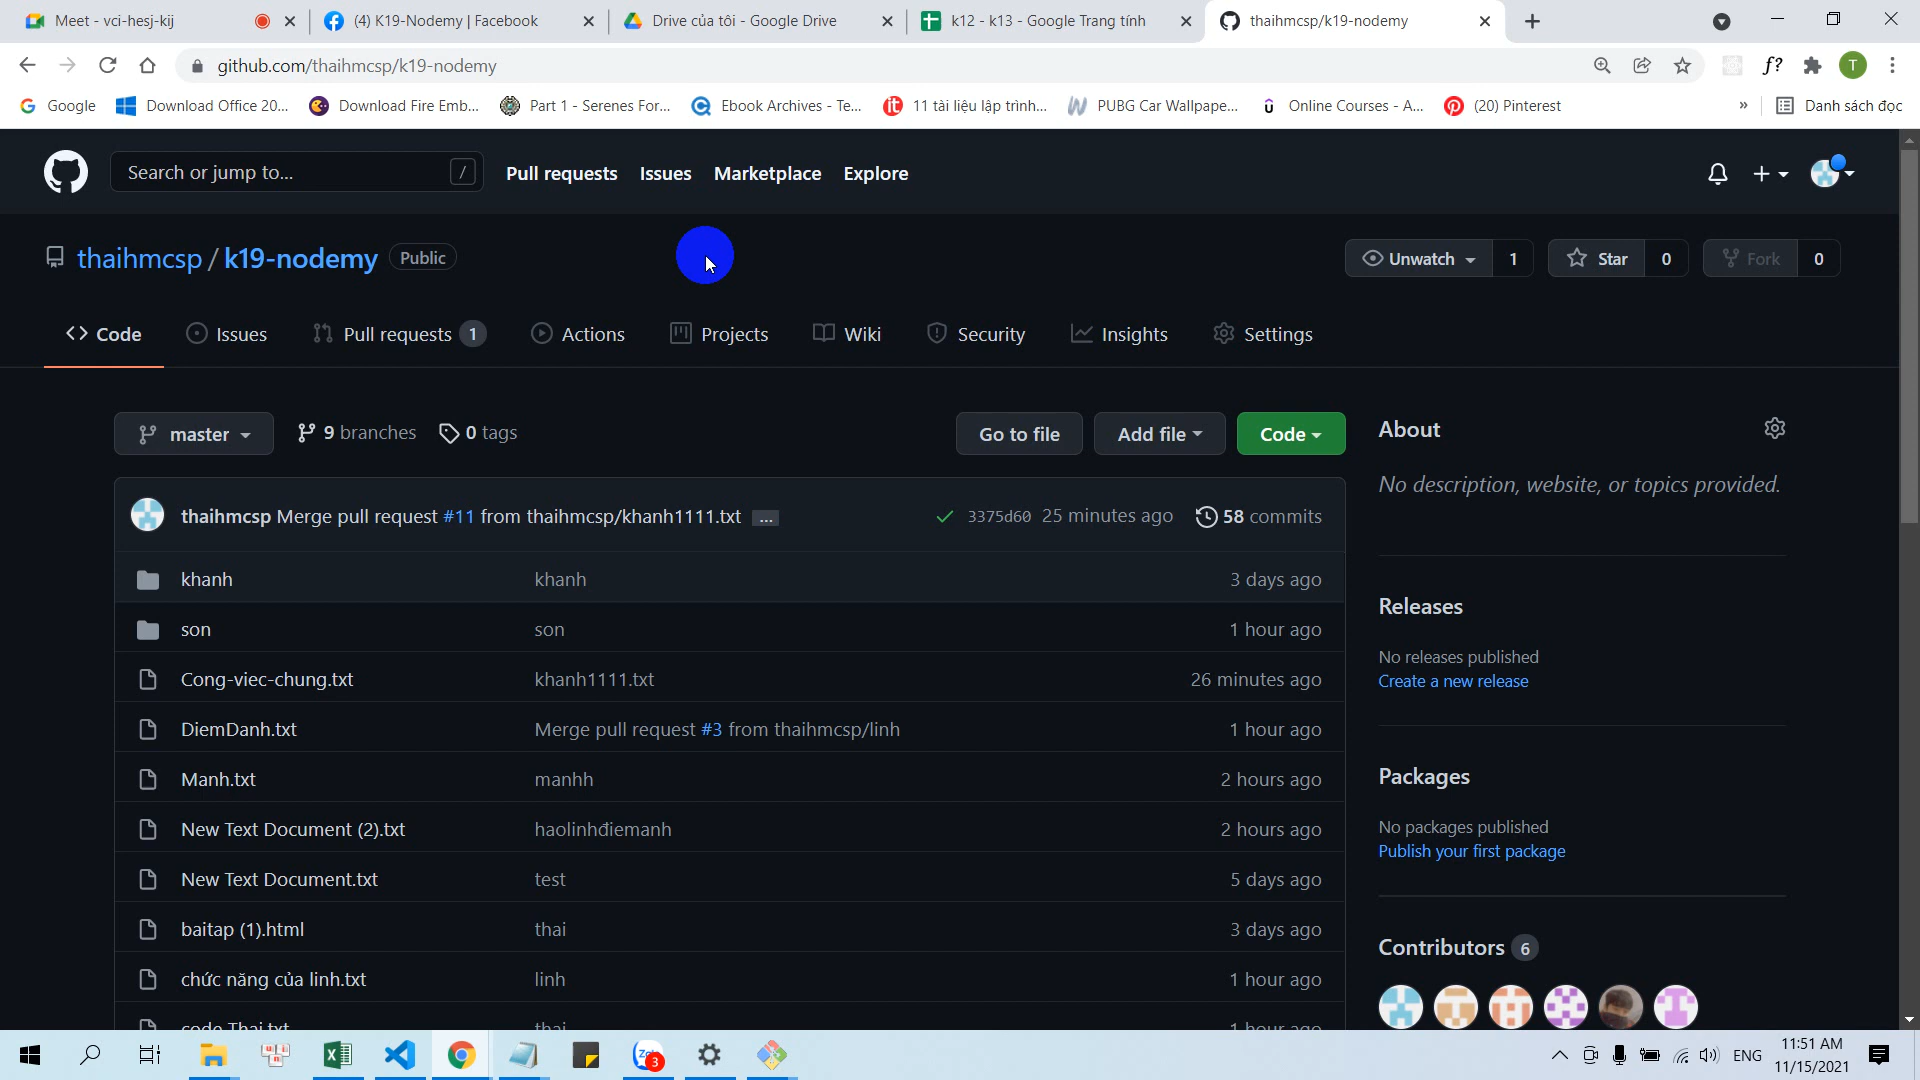 Meet - vci-hesj-kij
(4) K19-Nodemy | Facebook
Drive của tôi - Google Drive
k12 - k13 - Google Trang tính
thaihmcsp/k19-nodemy
github.com/thaihmcsp/k19-nodemy
f?
T
Google
Download Office 20...
Download Fire Emb...
Part 1 - Serenes For...
Ebook Archives - Te...
11 tài liệu lập trình...
PUBG Car Wallpape...
Online Courses - A...
(20) Pinterest
»
Danh sách đọc
Search or jump to...
/
Pull requests
Issues
Marketplace
Explore
thaihmcsp / k19-nodemy
Public
Unwatch
1
Star
0
Fork
0
Code
Issues
Pull requests 1
Actions
Projects
Wiki
Security
Insights
Settings
master
9 branches
0 tags
Go to file
Add file
Code
thaihmcsp Merge pull request #11 from thaihmcsp/khanh1111.txt ...
3375d60 25 minutes ago
58 commits
khanh
khanh
3 days ago
son
son
1 hour ago
Cong-viec-chung.txt
khanh1111.txt
26 minutes ago
DiemDanh.txt
Merge pull request #3 from thaihmcsp/linh
1 hour ago
Manh.txt
manhh
2 hours ago
New Text Document (2).txt
haolinhđiemanh
2 hours ago
New Text Document.txt
test
5 days ago
baitap (1).html
thai
3 days ago
chức năng của linh.txt
linh
1 hour ago
code Thai.txt
thai
1 hour ago
About
No description, website, or topics provided.
Releases
No releases published
Create a new release
Packages
No packages published
Publish your first package
Contributors 6
3
ENG
11:51 AM
11/15/2021